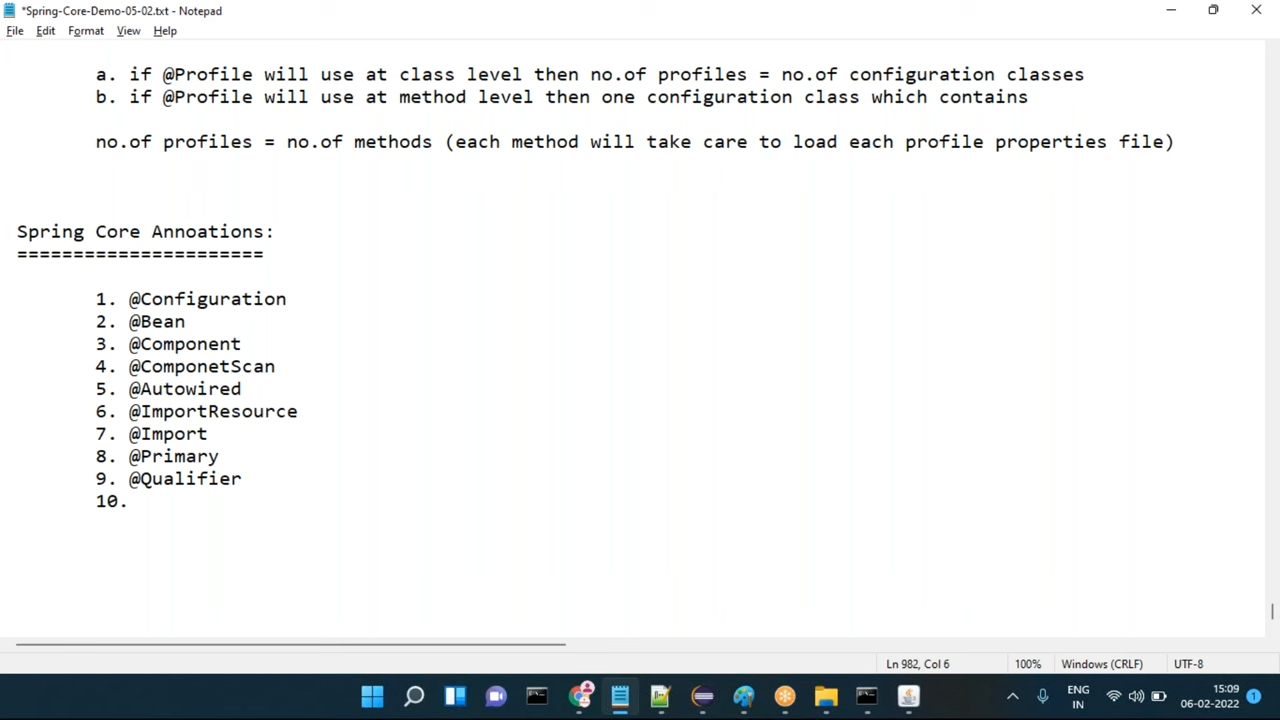 *Spring-Core-Demo-05-02.txt - Notepad
File Edit Format View Help
a. if @Profile will use at class level then no.of profiles = no.of configuration classes
b. if @Profile will use at method level then one configuration class which contains
no.of profiles = no.of methods (each method will take care to load each profile properties file)
Spring Core Annoations:
======================
1. @Configuration
2. @Bean
3. @Component
4. @ComponetScan
5. @Autowired
6. @ImportResource
7. @Import
8. @Primary
9. @Qualifier
10.
Ln 982, Col 6 100% Windows (CRLF) UTF-8
ENG
IN
15:09
06-02-2022
1